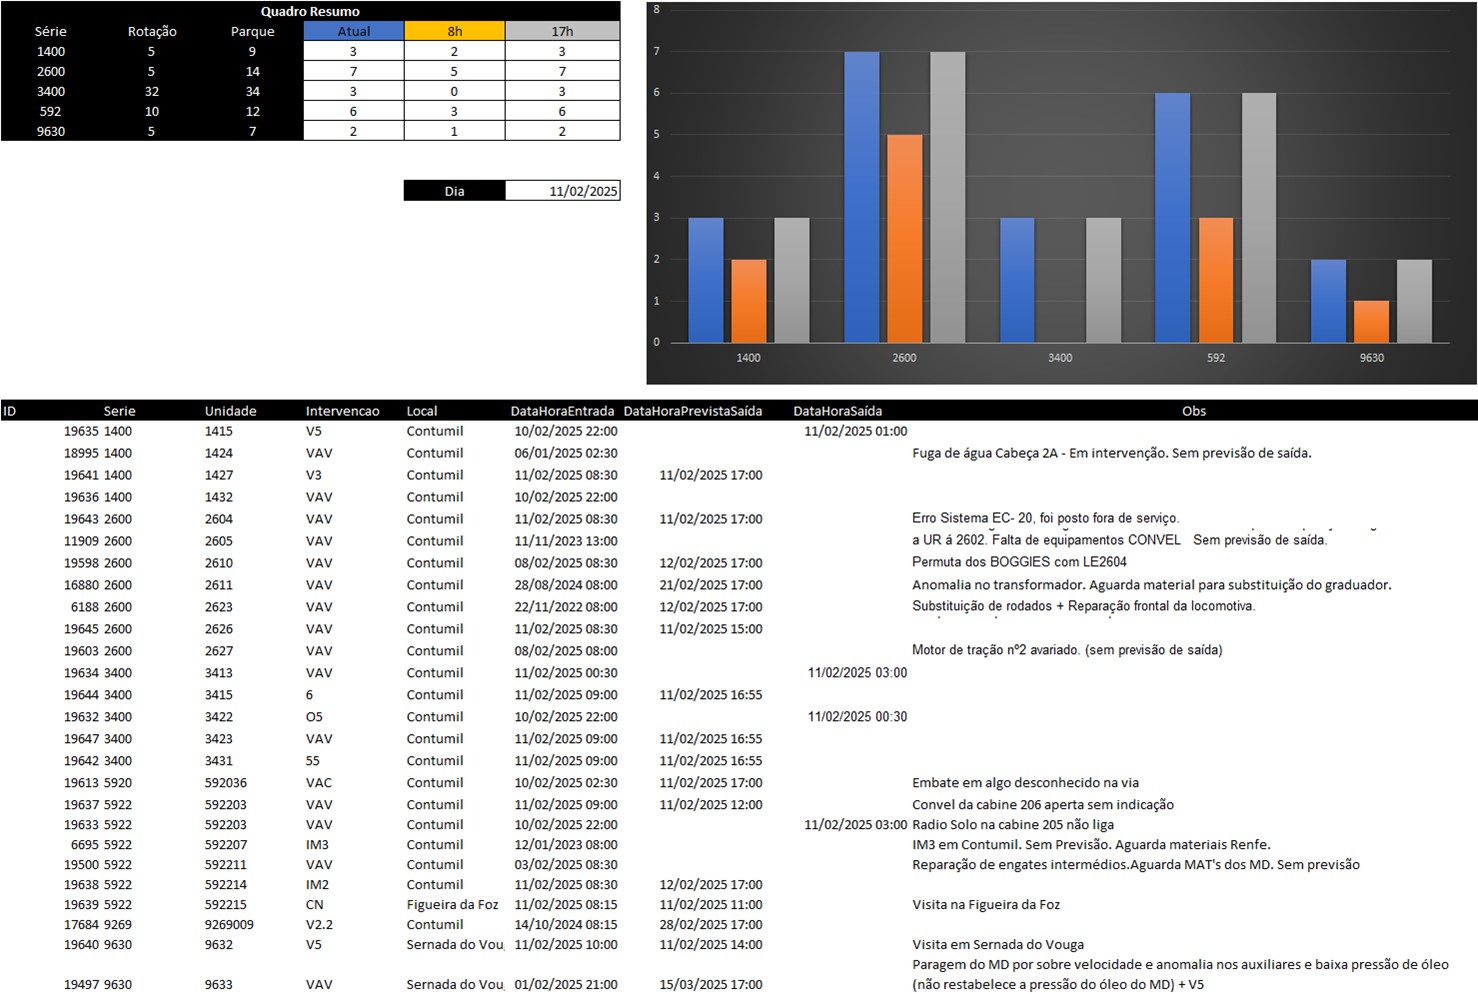 Quadro Resumo
Série Rotação Parque Atual 8h 17h
1400 5 9 3 2 3
2600 5 14 7 5 7
3400 32 34 3 0 3
592 10 12 6 3 6
9630 5 7 2 1 2
Dia 11/02/2025
8
7
6
5
4
3
2
1
0
1400 2600 3400 592 9630
ID Serie Unidade Intervencao Local DataHoraEntrada DataHoraPrevistaSaída DataHoraSaída Obs
19635 1400 1415 V5 Contumil 10/02/2025 22:00 11/02/2025 01:00
18995 1400 1424 VAV Contumil 06/01/2025 02:30 Fuga de água Cabeça 2A - Em intervenção. Sem previsão de saída.
19641 1400 1427 V3 Contumil 11/02/2025 08:30 11/02/2025 17:00
19636 1400 1432 VAV Contumil 10/02/2025 22:00
19643 2600 2604 VAV Contumil 11/02/2025 08:30 11/02/2025 17:00 Erro Sistema EC- 20, foi posto fora de serviço.
11909 2600 2605 VAV Contumil 11/11/2023 13:00 a UR á 2602. Falta de equipamentos CONVEL Sem previsão de saída.
19598 2600 2610 VAV Contumil 08/02/2025 08:30 12/02/2025 17:00 Permuta dos BOGGIES com LE2604
16880 2600 2611 VAV Contumil 28/08/2024 08:00 21/02/2025 17:00 Anomalia no transformador. Aguarda material para substituição do graduador.
6188 2600 2623 VAV Contumil 22/11/2022 08:00 12/02/2025 17:00 Substituição de rodados + Reparação frontal da locomotiva.
19645 2600 2626 VAV Contumil 11/02/2025 08:30 11/02/2025 15:00
19603 2600 2627 VAV Contumil 08/02/2025 08:00 Motor de tração nº2 avariado. (sem previsão de saída)
19634 3400 3413 VAV Contumil 11/02/2025 00:30 11/02/2025 03:00
19644 3400 3415 6 Contumil 11/02/2025 09:00 11/02/2025 16:55
19632 3400 3422 O5 Contumil 10/02/2025 22:00 11/02/2025 00:30
19647 3400 3423 VAV Contumil 11/02/2025 09:00 11/02/2025 16:55
19642 3400 3431 55 Contumil 11/02/2025 09:00 11/02/2025 16:55
19613 5920 592036 VAC Contumil 10/02/2025 02:30 11/02/2025 17:00 Embate em algo desconhecido na via
19637 5922 592203 VAV Contumil 11/02/2025 09:00 11/02/2025 12:00 Convel da cabine 206 aperta sem indicação
19633 5922 592203 VAV Contumil 10/02/2025 22:00 11/02/2025 03:00 Radio Solo na cabine 205 não liga
6695 5922 592207 IM3 Contumil 12/01/2023 08:00 IM3 em Contumil. Sem Previsão. Aguarda materiais Renfe.
19500 5922 592211 VAV Contumil 03/02/2025 08:30 Reparação de engates intermédios.Aguarda MAT's dos MD. Sem previsão
19638 5922 592214 IM2 Contumil 11/02/2025 08:30 12/02/2025 17:00
19639 5922 592215 CN Figueira da Foz 11/02/2025 08:15 11/02/2025 11:00 Visita na Figueira da Foz
17684 9269 9269009 V2.2 Contumil 14/10/2024 08:15 28/02/2025 17:00
19640 9630 9632 V5 Sernada do Vou 11/02/2025 10:00 11/02/2025 14:00 Visita em Sernada do Vouga
Paragem do MD por sobre velocidade e anomalia nos auxiliares e baixa pressão de óleo
19497 9630 9633 VAV Sernada do Vou 01/02/2025 21:00 15/03/2025 17:00 (não restabelece a pressão do óleo do MD) + V5